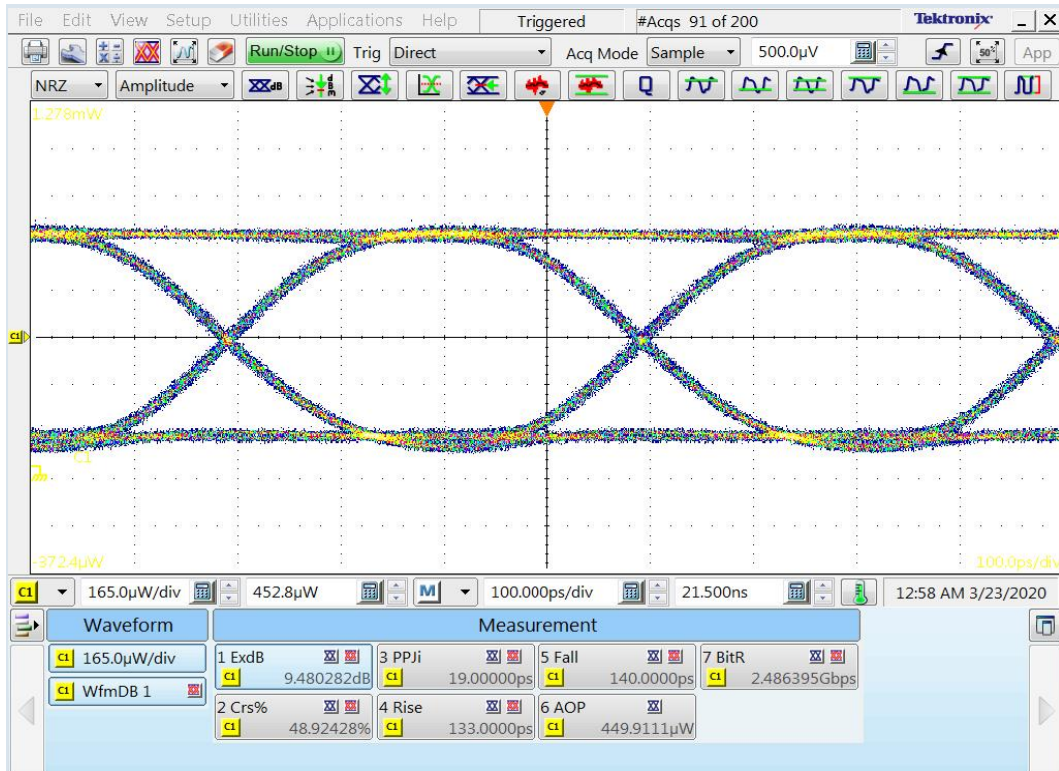 File Edit View Setup Utilities Applications Help Triggered #Acqs 91 of 200 Tektronix
Run/Stop Trig Direct Acq Mode Sample 500.0µV 50% App
NRZ Amplitude dB Q
1.278mW
C1
C1
-372.4µW 100.0ps/div
C1 165.0µW/div 452.8µW M 100.000ps/div 21.500ns 12:58 AM 3/23/2020
Waveform Measurement
C1 165.0µW/div 1 ExdB 3 PPJi 5 Fall 7 BitR
C1 9.480282dB C1 19.00000ps C1 140.0000ps C1 2.486395Gbps
C1 WfmDB 1 2 Crs% 4 Rise 6 AOP
C1 48.92428% C1 133.0000ps C1 449.9111µW